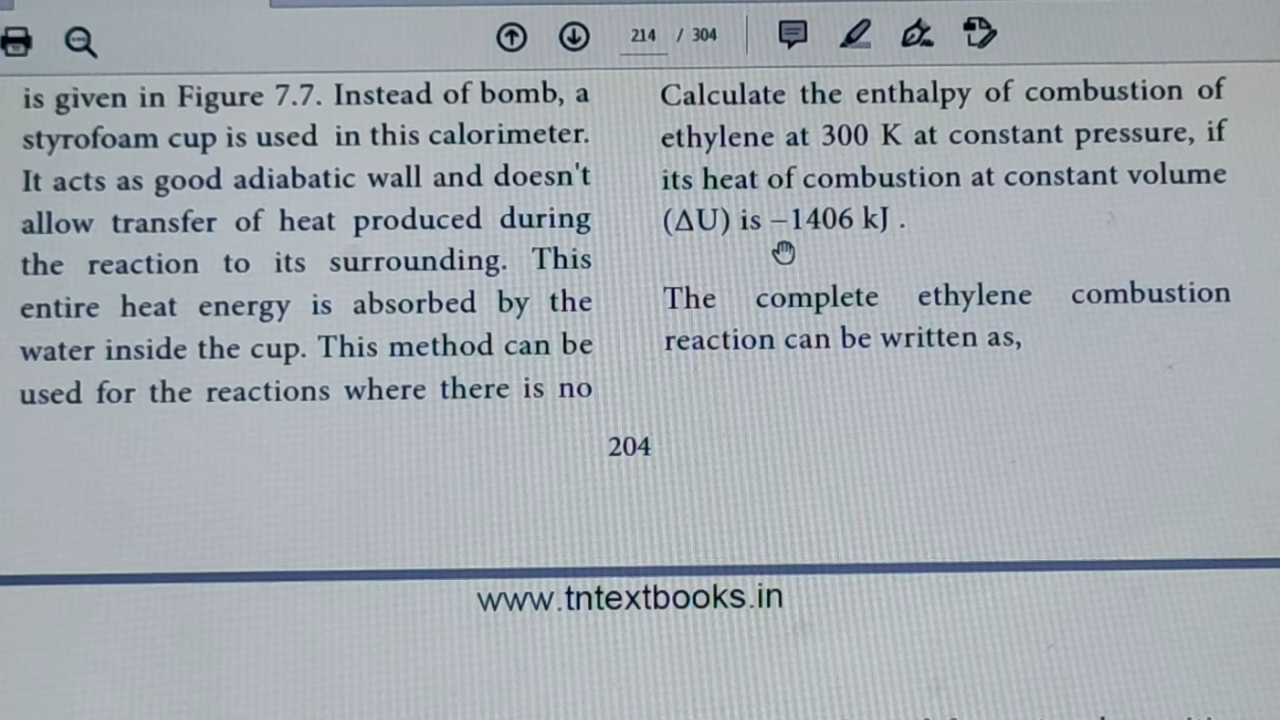 214 / 304
is given in Figure 7.7. Instead of bomb, a
styrofoam cup is used in this calorimeter.
It acts as good adiabatic wall and doesn't
allow transfer of heat produced during
the reaction to its surrounding. This
entire heat energy is absorbed by the
water inside the cup. This method can be
used for the reactions where there is no
Calculate the enthalpy of combustion of
ethylene at 300 K at constant pressure, if
its heat of combustion at constant volume
(ΔU) is −1406 kJ .
The complete ethylene combustion
reaction can be written as,
204
www.tntextbooks.in